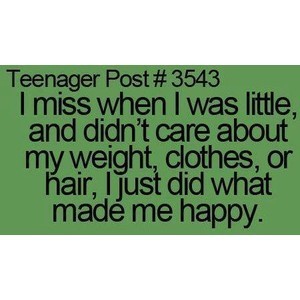 Teenager Post # 3543
I miss when I was little,
and didn't care about
my weight, clothes, or
hair, I just did what
made me happy.